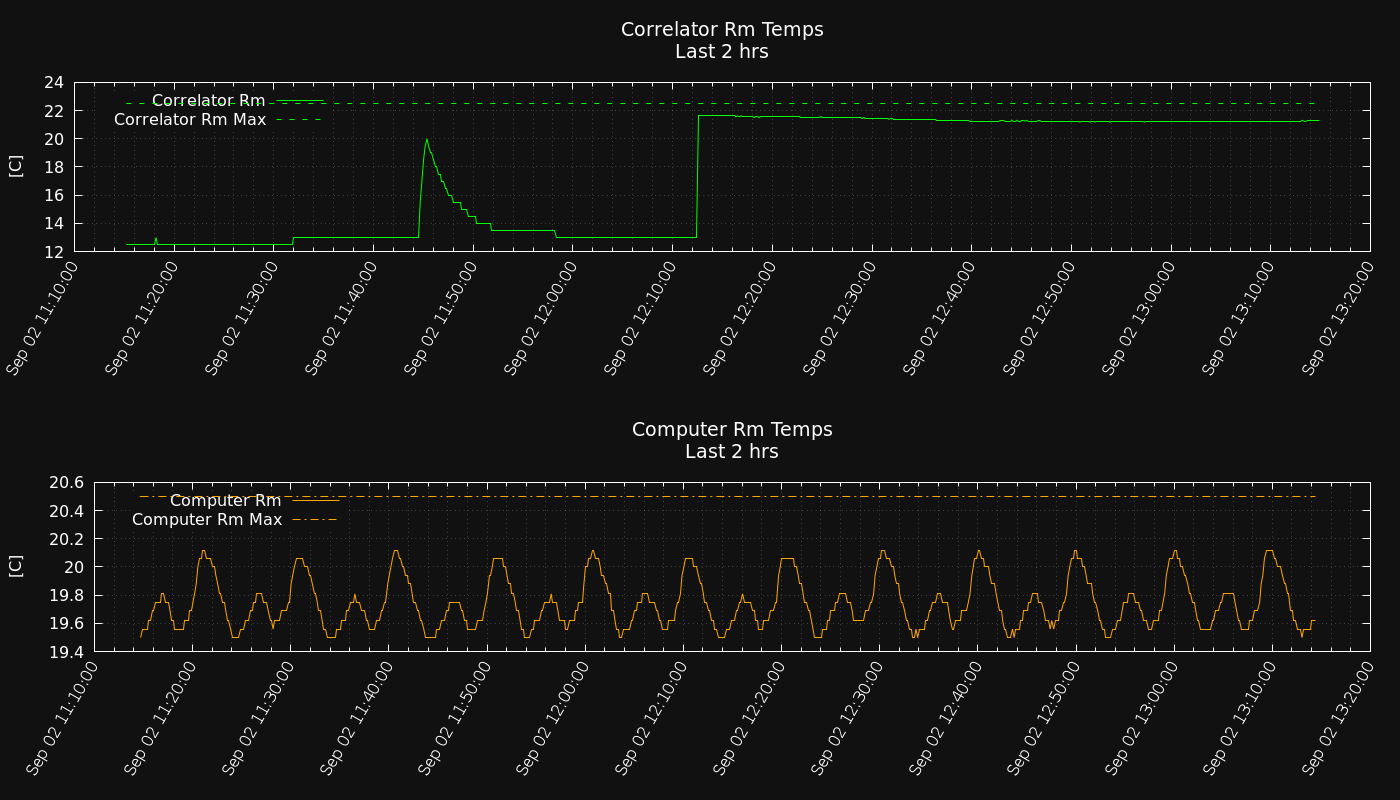 Correlator Rm Temps
Last 2 hrs
24
22
20
18
16
14
12
[C]
Correlator Rm
Correlator Rm Max
Sep 02 11:10:00
Sep 02 11:20:00
Sep 02 11:30:00
Sep 02 11:40:00
Sep 02 11:50:00
Sep 02 12:00:00
Sep 02 12:10:00
Sep 02 12:20:00
Sep 02 12:30:00
Sep 02 12:40:00
Sep 02 12:50:00
Sep 02 13:00:00
Sep 02 13:10:00
Sep 02 13:20:00
Computer Rm Temps
Last 2 hrs
20.6
20.4
20.2
20
19.8
19.6
19.4
[C]
Computer Rm
Computer Rm Max
Sep 02 11:10:00
Sep 02 11:20:00
Sep 02 11:30:00
Sep 02 11:40:00
Sep 02 11:50:00
Sep 02 12:00:00
Sep 02 12:10:00
Sep 02 12:20:00
Sep 02 12:30:00
Sep 02 12:40:00
Sep 02 12:50:00
Sep 02 13:00:00
Sep 02 13:10:00
Sep 02 13:20:00